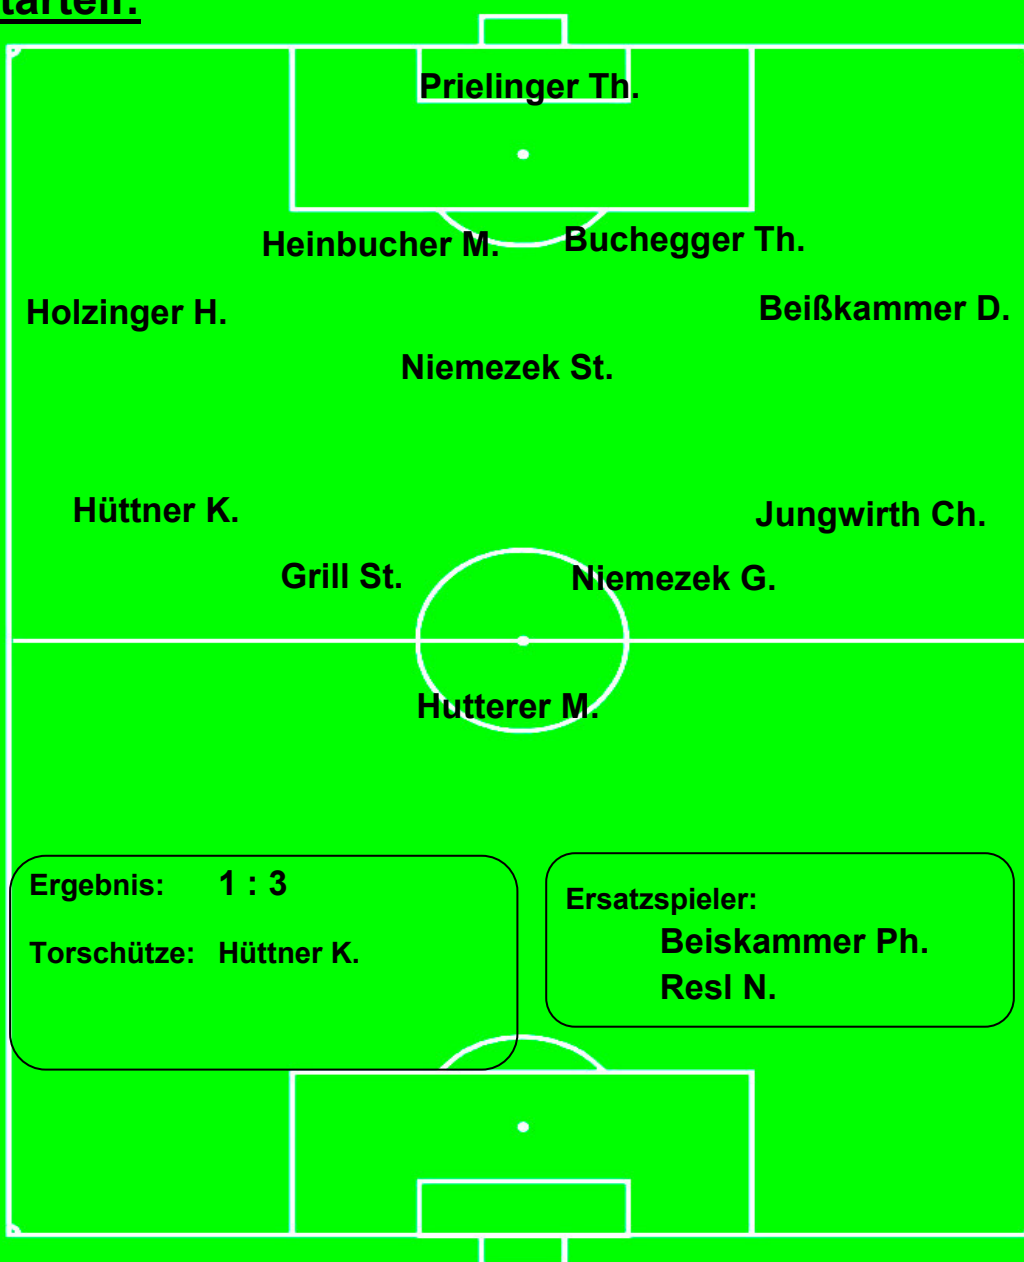 Prielinger Th.
Heinbucher M.
Buchegger Th.
Holzinger H.
Beißkammer D.
Niemezek St.
Hüttner K.
Jungwirth Ch.
Grill St.
Niemezek G.
Hutterer M.
Ergebnis: 1 : 3
Torschütze: Hüttner K.
Ersatzspieler:
Beiskammer Ph.
Resl N.